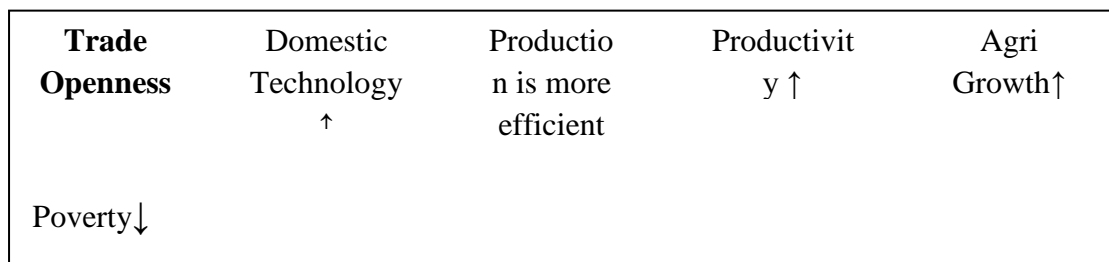 Trade Domestic Productio Productivit Agri
Openness Technology n is more y ↑ Growth↑
↑ efficient
Poverty↓